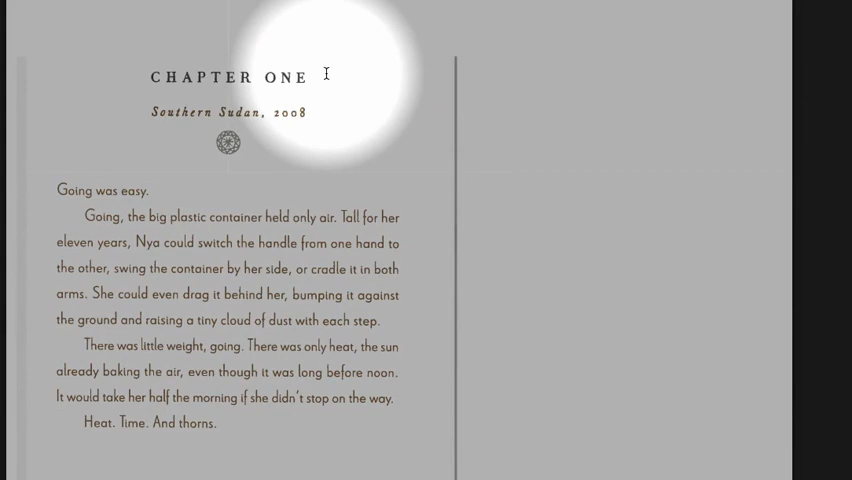 CHAPTER ONE
Southern Sudan, 2008
Going was easy.
Going, the big plastic container held only air. Tall for her
eleven years, Nya could switch the handle from one hand to
the other, swing the container by her side, or cradle it in both
arms. She could even drag it behind her, bumping it against
the ground and raising a tiny cloud of dust with each step.
There was little weight, going. There was only heat, the sun
already baking the air, even though it was long before noon.
It would take her half the morning if she didn't stop on the way.
Heat. Time. And thorns.